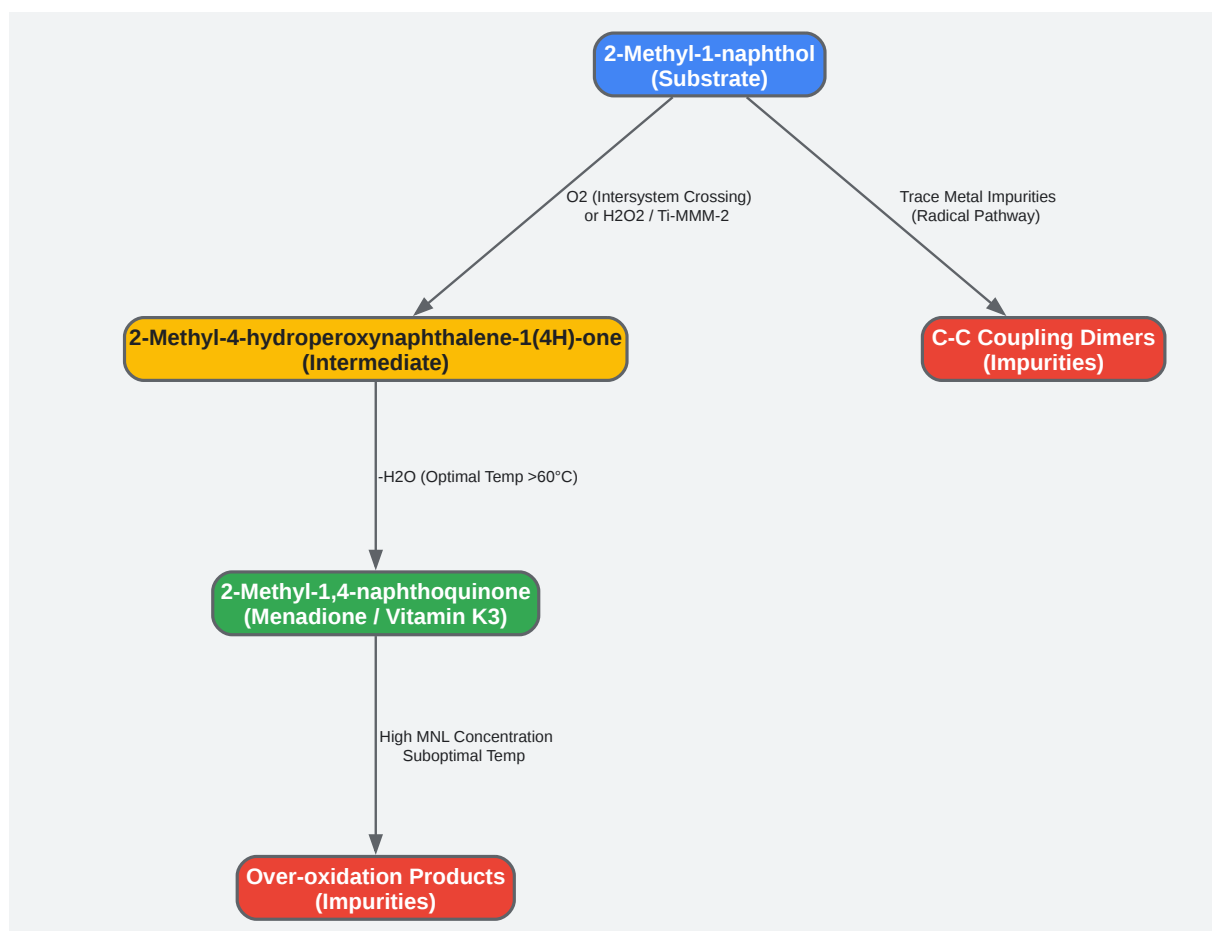 2-Methyl-1-naphthol
(Substrate)
O2 (Intersystem Crossing)
or H2O2 / Ti-MMM-2
Trace Metal Impurities
(Radical Pathway)
2-Methyl-4-hydroperoxynaphthalene-1(4H)-one
(Intermediate)
C-C Coupling Dimers
(Impurities)
-H2O (Optimal Temp >60°C)
2-Methyl-1,4-naphthoquinone
(Menadione / Vitamin K3)
High MNL Concentration
Suboptimal Temp
Over-oxidation Products
(Impurities)